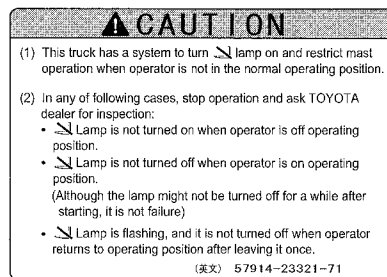 CAUTION
(1) This truck has a system to turn lamp on and restrict mast
operation when operator is not in the normal operating position.
(2) In any of following cases, stop operation and ask TOYOTA
dealer for inspection:
• Lamp is not turned on when operator is off operating
position.
• Lamp is not turned off when operator is on operating
position.
(Although the lamp might not be turned off for a while after
starting, it is not failure)
• Lamp is flashing, and it is not turned off when operator
returns to operating position after leaving it once.
(英文) 57914-23321-71